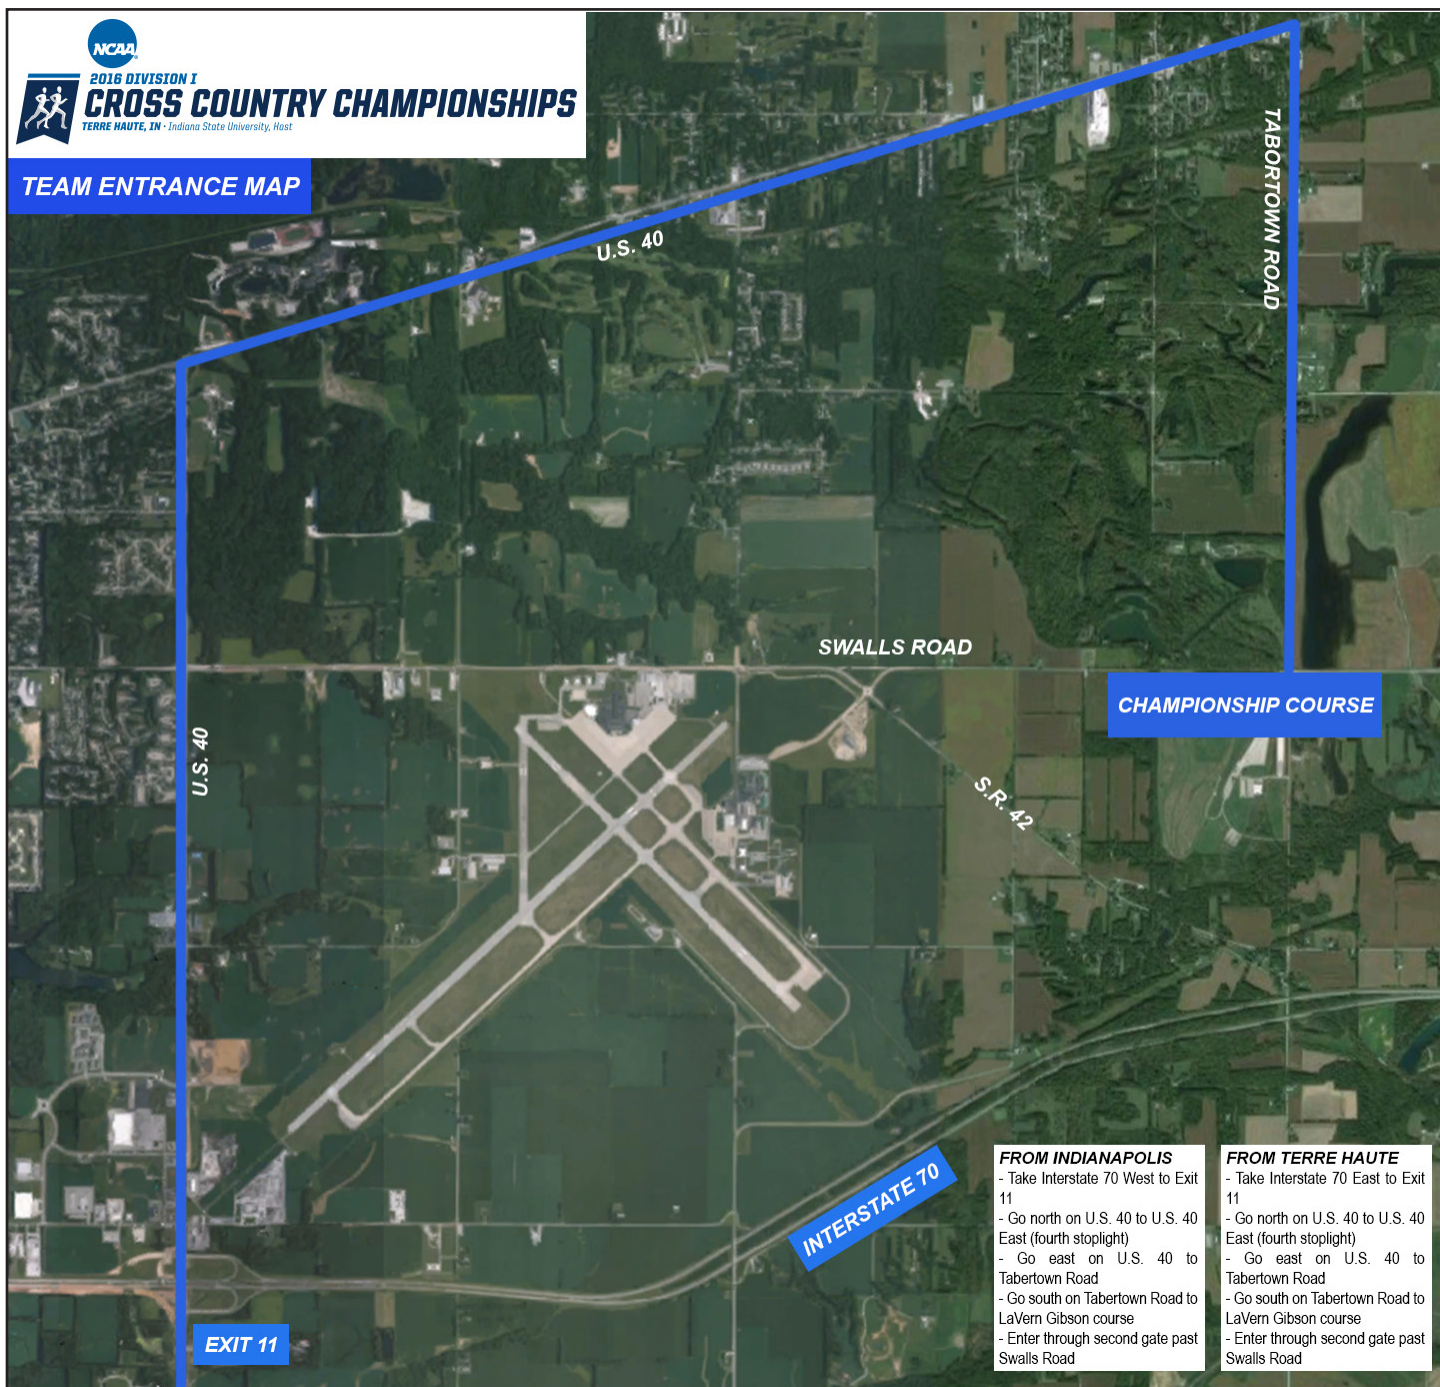 NCAA
2016 DIVISION I
CROSS COUNTRY CHAMPIONSHIPS
TERRE HAUTE, IN · Indiana State University, Host
TEAM ENTRANCE MAP
U.S. 40
TABORTOWN ROAD
SWALLS ROAD
CHAMPIONSHIP COURSE
U.S. 40
S.R. 42
INTERSTATE 70
EXIT 11
FROM INDIANAPOLIS
- Take Interstate 70 West to Exit
11
- Go north on U.S. 40 to U.S. 40
East (fourth stoplight)
- Go east on U.S. 40 to
Tabertown Road
- Go south on Tabertown Road to
LaVern Gibson course
- Enter through second gate past
Swalls Road
FROM TERRE HAUTE
- Take Interstate 70 East to Exit
11
- Go north on U.S. 40 to U.S. 40
East (fourth stoplight)
- Go east on U.S. 40 to
Tabertown Road
- Go south on Tabertown Road to
LaVern Gibson course
- Enter through second gate past
Swalls Road